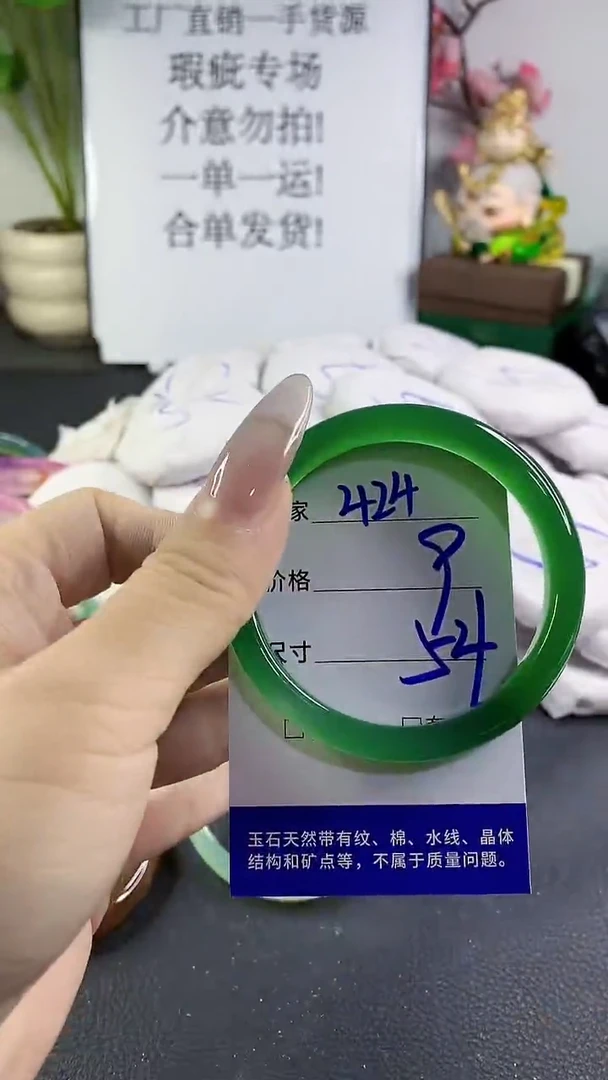 工厂直销一手货源
瑕疵专场
介意勿拍!
一单一运!
合单发货!
家 424
价格
尺寸 54
玉石天然带有纹、棉、水线、晶体
结构和矿点等，不属于质量问题。